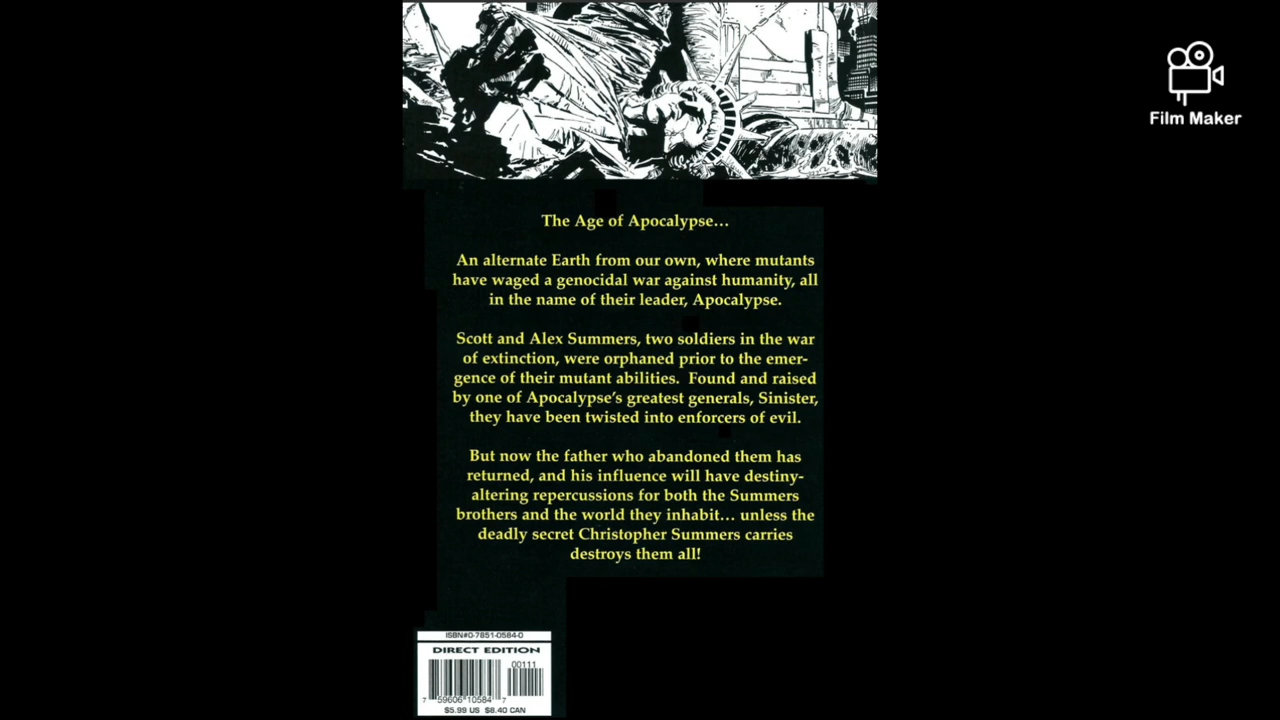 Film Maker
The Age of Apocalypse...
An alternate Earth from our own, where mutants
have waged a genocidal war against humanity, all
in the name of their leader, Apocalypse.
Scott and Alex Summers, two soldiers in the war
of extinction, were orphaned prior to the emer-
gence of their mutant abilities.  Found and raised
by one of Apocalypse's greatest generals, Sinister,
they have been twisted into enforcers of evil.
But now the father who abandoned them has
returned, and his influence will have destiny-
altering repercussions for both the Summers
brothers and the world they inhabit... unless the
deadly secret Christopher Summers carries
destroys them all!
ISBN#0-7851-0584-0
DIRECT EDITION
00111
7 59606 10584 7
$5.99 US $8.40 CAN